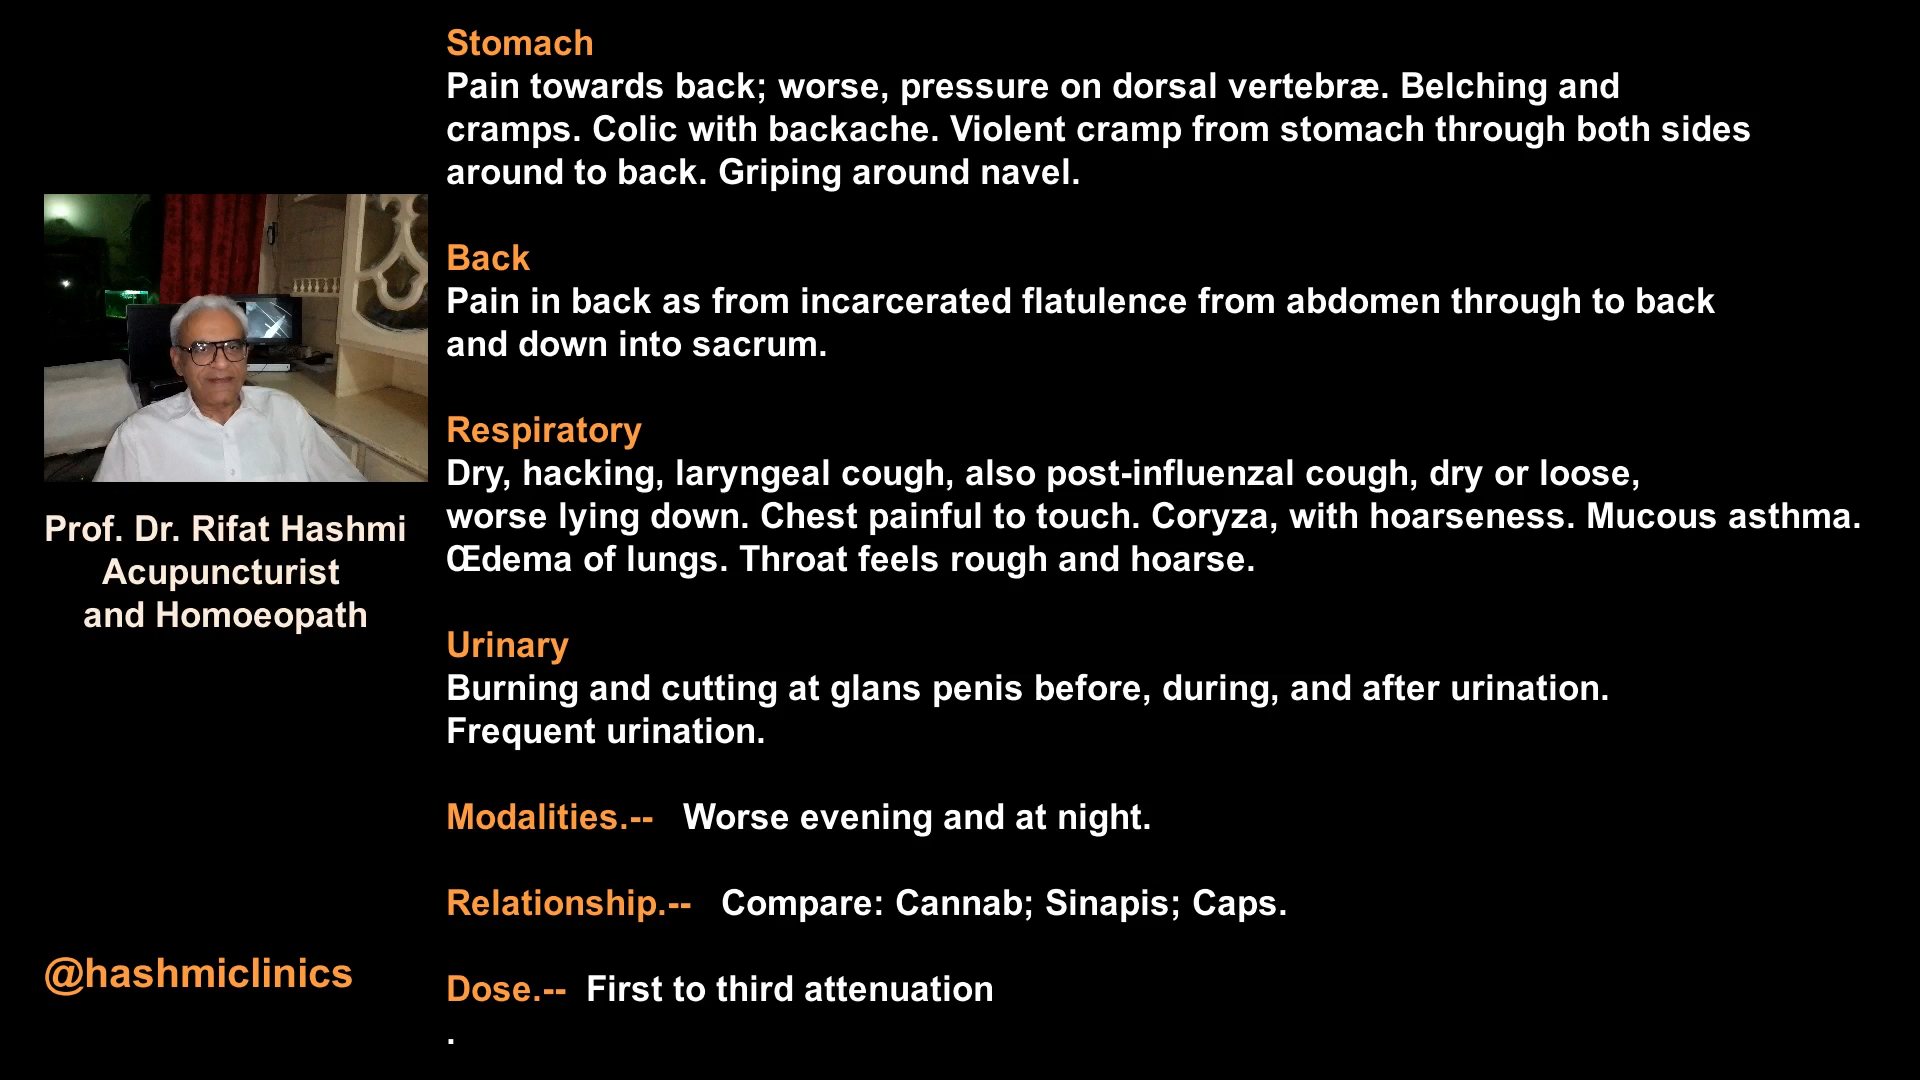 Stomach
Pain towards back; worse, pressure on dorsal vertebræ. Belching and
cramps. Colic with backache. Violent cramp from stomach through both sides
around to back. Griping around navel.
Back
Pain in back as from incarcerated flatulence from abdomen through to back
and down into sacrum.
Respiratory
Dry, hacking, laryngeal cough, also post-influenzal cough, dry or loose,
worse lying down. Chest painful to touch. Coryza, with hoarseness. Mucous asthma.
Œdema of lungs. Throat feels rough and hoarse.
Urinary
Burning and cutting at glans penis before, during, and after urination.
Frequent urination.
Modalities.-- Worse evening and at night.
Relationship.-- Compare: Cannab; Sinapis; Caps.
Dose.-- First to third attenuation
.
Prof. Dr. Rifat Hashmi
Acupuncturist
and Homoeopath
@hashmiclinics